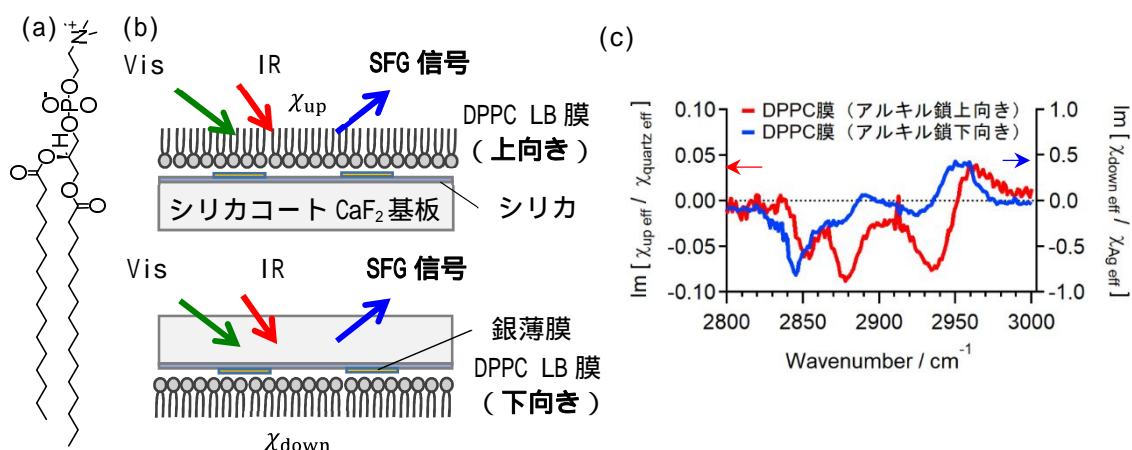 (a)
N
+
O
O-
P
O
O
H
O
O
O
O
(b)
Vis
IR
SFG 信号
χup
DPPC LB 膜
(上向き)
シリカコート CaF2 基板
シリカ
Vis
IR
SFG 信号
銀薄膜
DPPC LB 膜
(下向き)
χdown
(c)
DPPC膜(アルキル鎖上向き)
DPPC膜(アルキル鎖下向き)
Im [ χup eff / χquartz eff ]
0.10
0.05
0.00
-0.05
-0.10
1.0
0.5
0.0
-0.5
-1.0
Im [ χdown eff / χAg eff ]
2800
2850
2900
2950
3000
Wavenumber / cm-1